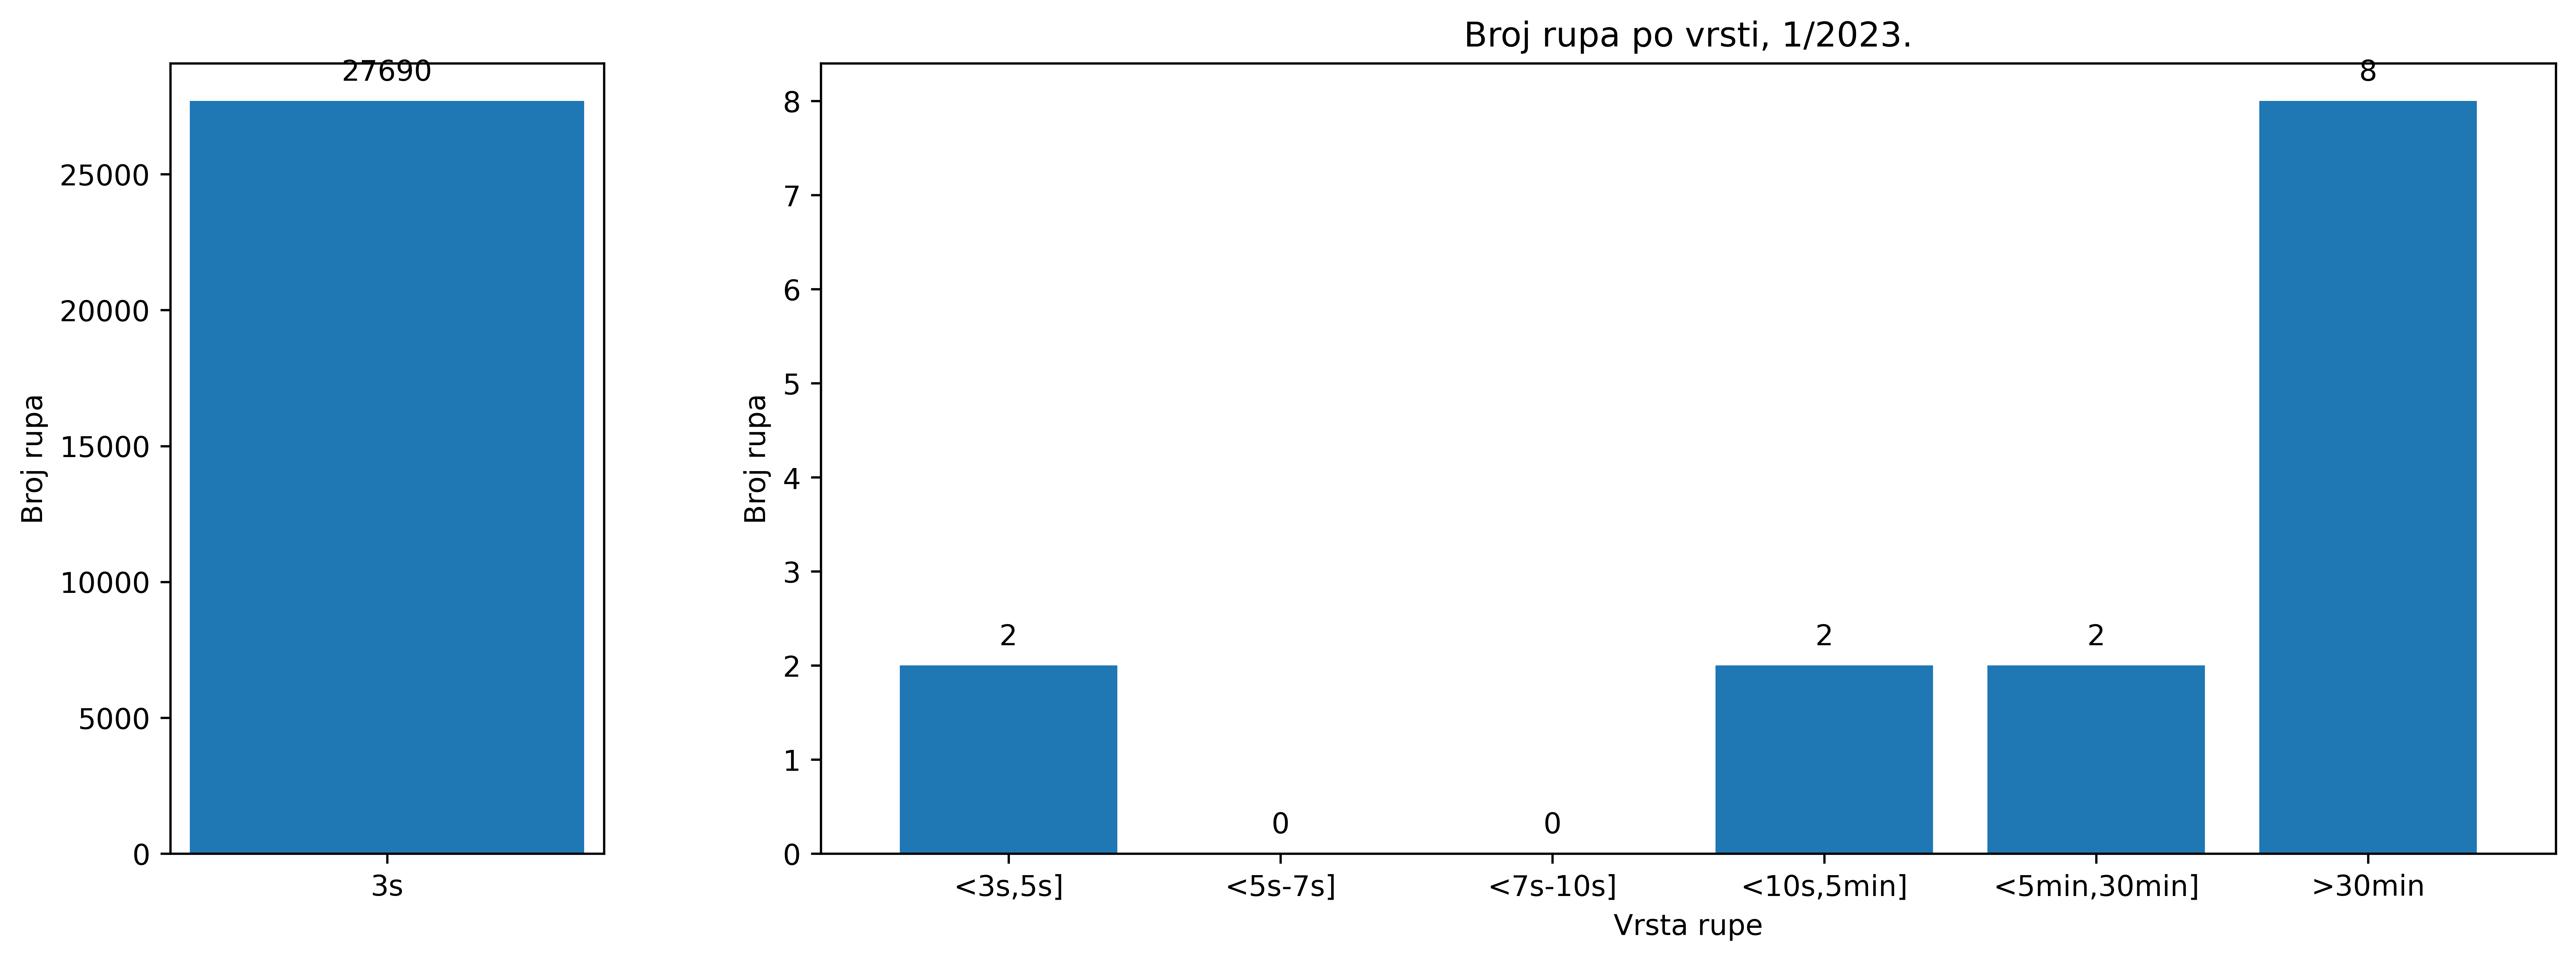 Broj rupa po vrsti, 1/2023.
27690
25000
20000
15000
10000
5000
0
Broj rupa
3s
8
7
6
5
4
3
2
1
0
Broj rupa
2
0
0
2
2
8
<3s,5s]
<5s-7s]
<7s-10s]
<10s,5min]
<5min,30min]
>30min
Vrsta rupe